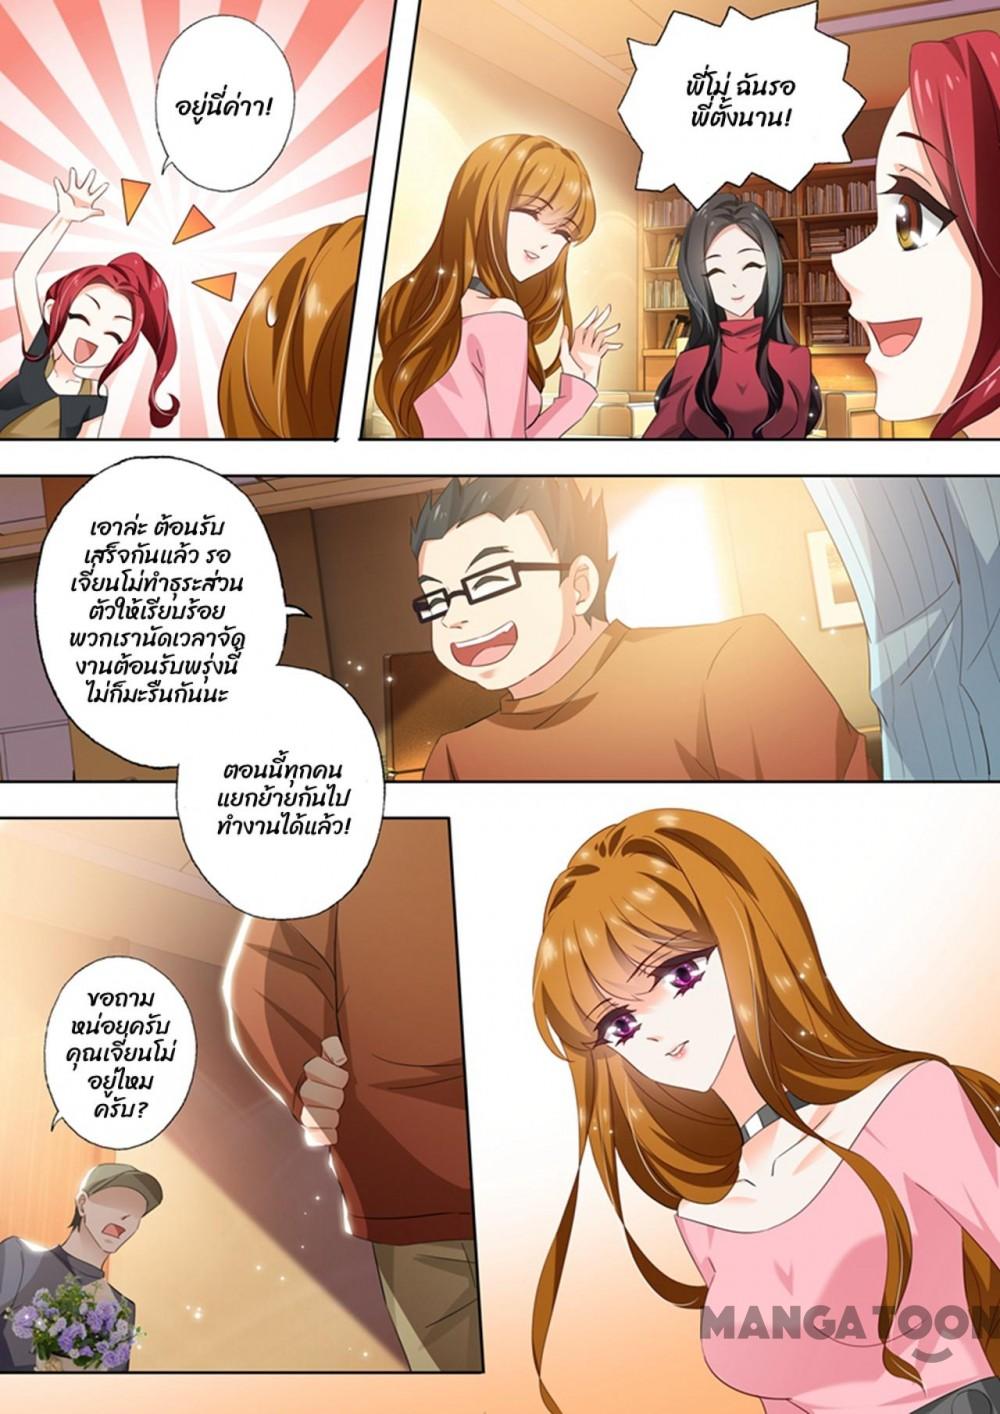 อยู่นี่ค่าา!
พี่โม่ ฉันรอ
พี่ตั้งนาน!
เอาล่ะ ต้อนรับ
เสร็จกันแล้ว รอ
เจี่ยนโม่ทำธุระส่วน
ตัวให้เรียบร้อย
พวกเรานัดเวลาจัด
งานต้อนรับพรุ่งนี้
ไม่ก็มะรืนกันนะ
ตอนนี้ทุกคน
แยกย้ายกันไป
ทำงานได้แล้ว!
ขอถาม
หน่อยครับ
คุณเจี่ยนโม่
อยู่ไหม
ครับ?
MANGATOON